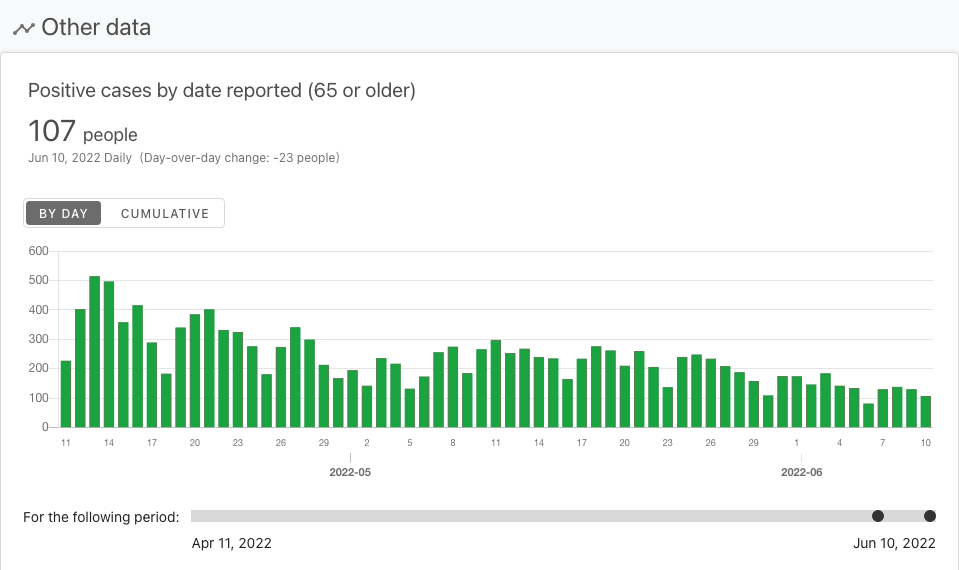 Other data
Positive cases by date reported (65 or older)
107 people
Jun 10, 2022 Daily (Day-over-day change: -23 people)
BY DAY CUMULATIVE
600
500
400
300
200
100
0
11 14 17 20 23 26 29 2 5 8 11 14 17 20 23 26 29 1 4 7 10
2022-05 2022-06
For the following period:
Apr 11, 2022 Jun 10, 2022